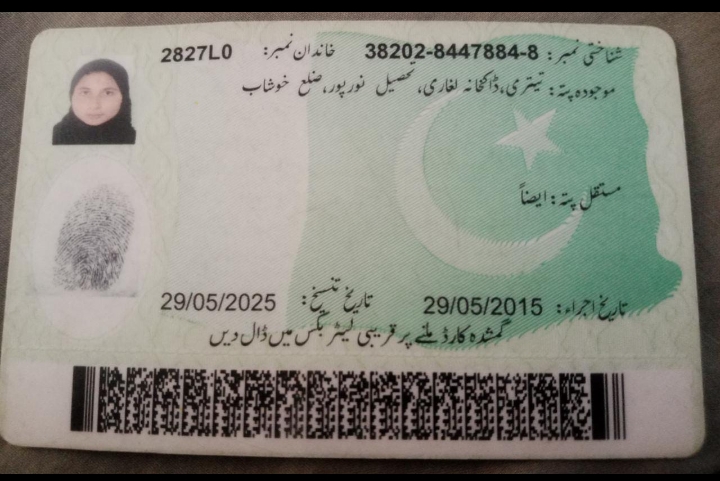 شناختی نمبر: 38202-8447884-8 خاندان نمبر: 2827L0
موجودہ پتہ: تیتری، ڈاکخانہ لغاری، تحصیل نور پور، ضلع خوشاب
مستقل پتہ: ایضاً
تاریخ اجراء: 29/05/2015 تاریخ تنسیخ: 29/05/2025
گمشدہ کارڈ ملنے پر قریبی لیٹر بکس میں ڈال دیں